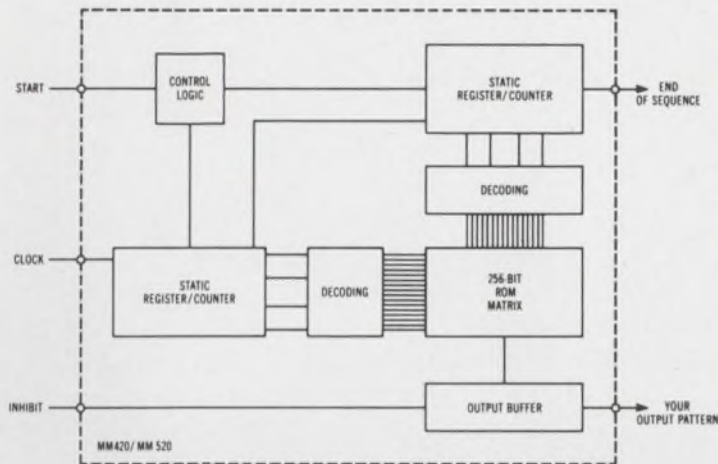 START
CONTROL
LOGIC
STATIC
REGISTER/COUNTER
END
OF SEQUENCE
DECODING
CLOCK
STATIC
REGISTER/COUNTER
DECODING
256-BIT
ROM
MATRIX
INHIBIT
OUTPUT BUFFER
YOUR
OUTPUT PATTERN
MM420/MM 520